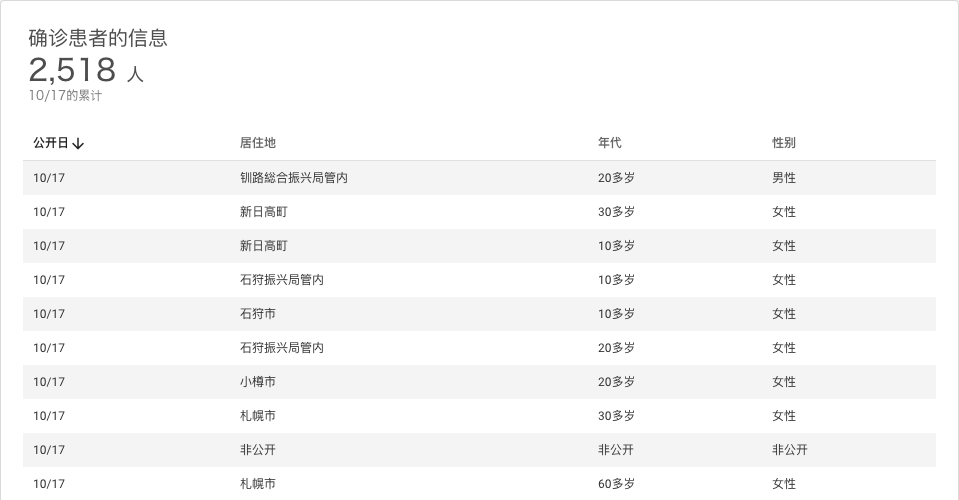 确诊患者的信息
2,518 人
10/17的累计
公开日↓ 居住地 年代 性别
10/17 钏路総合振兴局管内 20多岁 男性
10/17 新日高町 30多岁 女性
10/17 新日高町 10多岁 女性
10/17 石狩振兴局管内 10多岁 女性
10/17 石狩市 10多岁 女性
10/17 石狩振兴局管内 20多岁 女性
10/17 小樽市 20多岁 女性
10/17 札幌市 30多岁 女性
10/17 非公开 非公开 非公开
10/17 札幌市 60多岁 女性